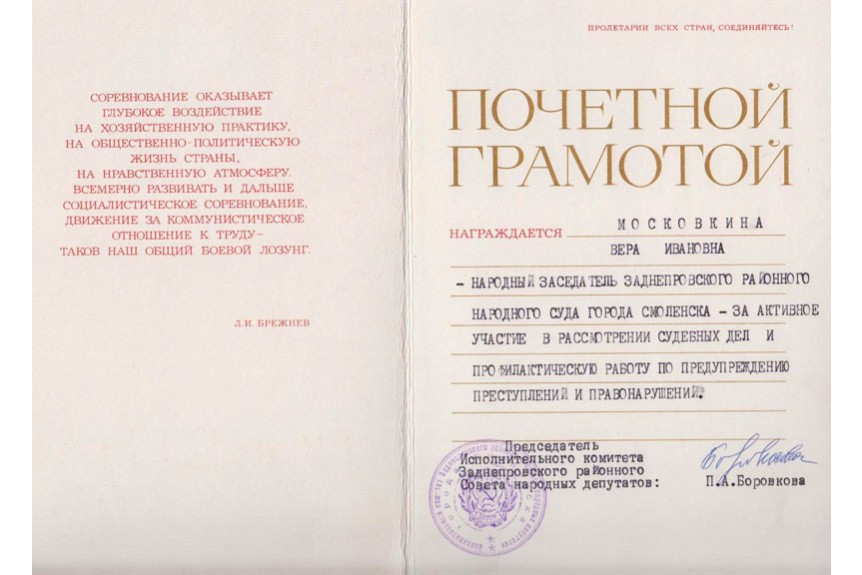 СОРЕВНОВАНИЕ ОКАЗЫВАЕТ
ГЛУБОКОЕ ВОЗДЕЙСТВИЕ
НА ХОЗЯЙСТВЕННУЮ ПРАКТИКУ,
НА ОБЩЕСТВЕННО-ПОЛИТИЧЕСКУЮ
ЖИЗНЬ СТРАНЫ,
НА НРАВСТВЕННУЮ АТМОСФЕРУ.
ВСЕМЕРНО РАЗВИВАТЬ И ДАЛЬШЕ
СОЦИАЛИСТИЧЕСКОЕ СОРЕВНОВАНИЕ,
ДВИЖЕНИЕ ЗА КОММУНИСТИЧЕСКОЕ
ОТНОШЕНИЕ К ТРУДУ–
ТАКОВ НАШ ОБЩИЙ БОЕВОЙ ЛОЗУНГ.
Л.И. БРЕЖНЕВ
ПРОЛЕТАРИИ ВСЕХ СТРАН, СОЕДИНЯЙТЕСЬ!
ПОЧЕТНОЙ
ГРАМОТОЙ
НАГРАЖДАЕТСЯ МОСКОВКИНА
ВЕРА ИВАНОВНА
– НАРОДНЫЙ ЗАСЕДАТЕЛЬ ЗАДНЕПРОВСКОГО РАЙОННОГО
НАРОДНОГО СУДА ГОРОДА СМОЛЕНСКА – ЗА АКТИВНОЕ
УЧАСТИЕ В РАССМОТРЕНИИ СУДЕБНЫХ ДЕЛ И
ПРОФИЛАКТИЧЕСКУЮ РАБОТУ ПО ПРЕДУПРЕЖДЕНИЮ
ПРЕСТУПЛЕНИЙ И ПРАВОНАРУШЕНИЙ.
Председатель
Исполнительного комитета
Заднепровского районного
Совета народных депутатов:
П.А.Боровкова